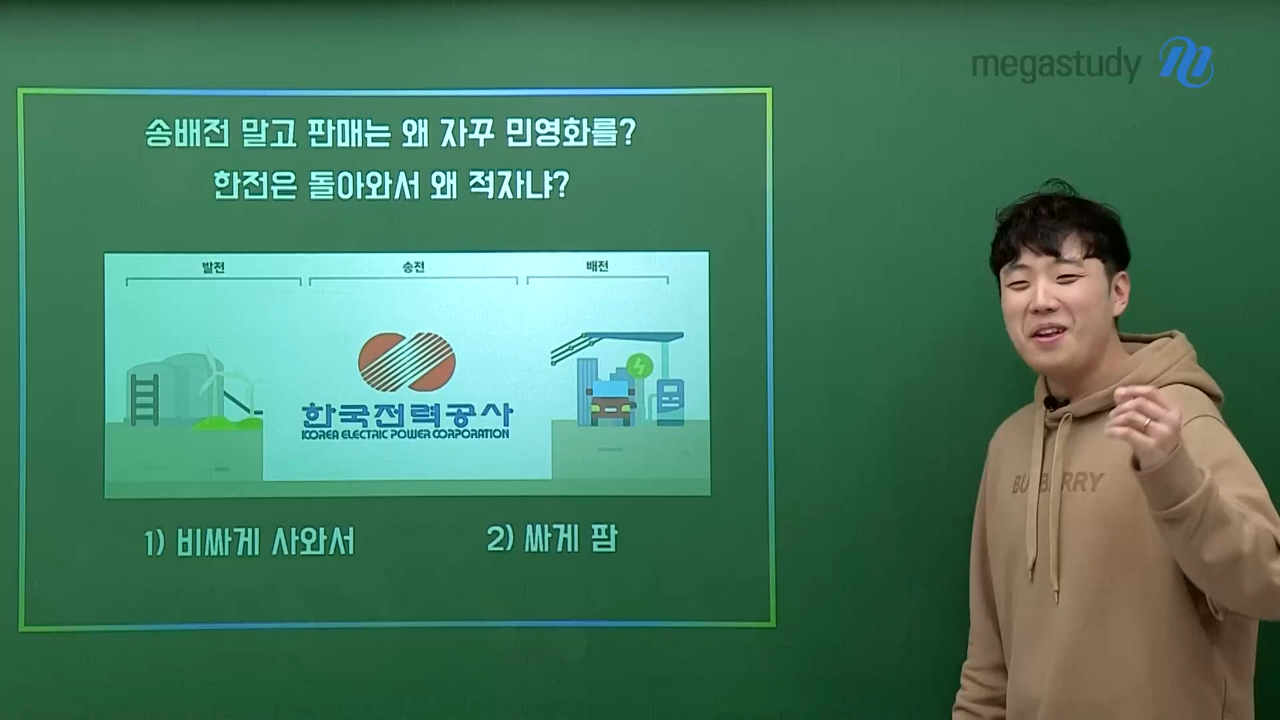 megastudy
송배전 말고 판매는 왜 자꾸 민영화를?
한전은 돌아와서 왜 적자냐?
발전
송전
배전
한국전력공사
KOREA ELECTRIC POWER CORPORATION
1) 비싸게 사와서
2) 싸게 팜
BURBERRY